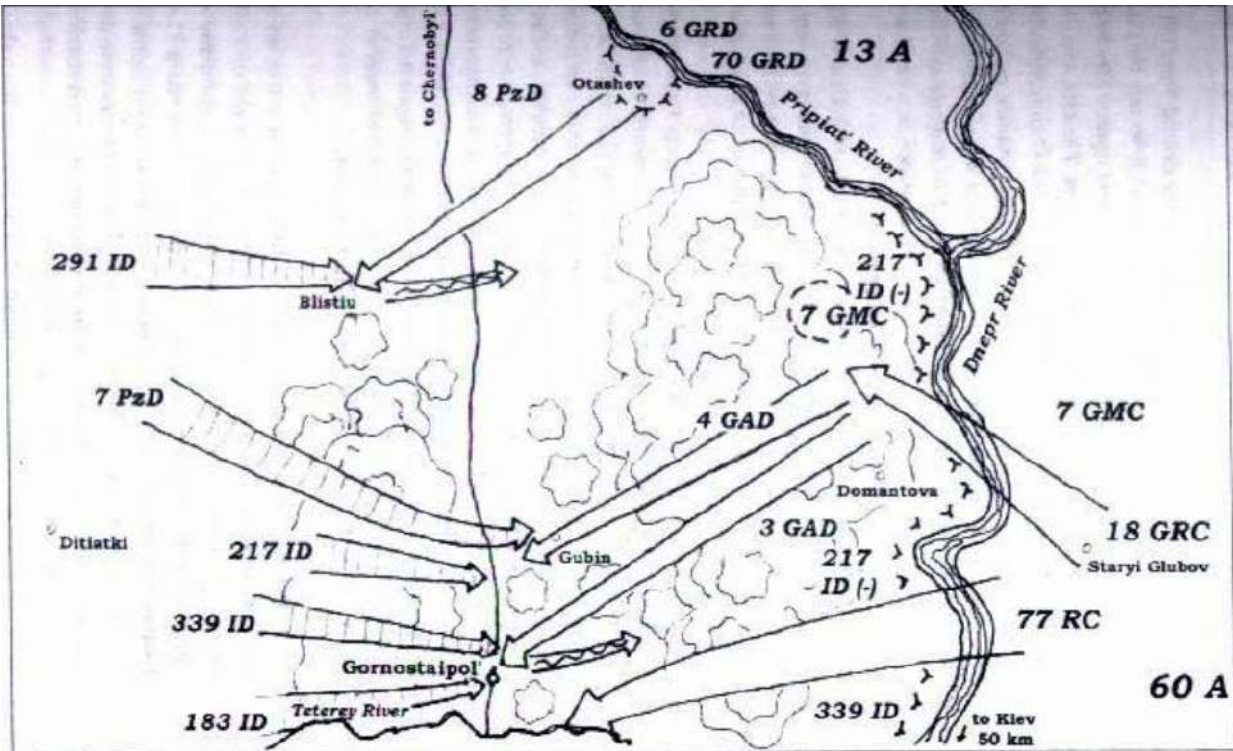 6 GRD
70 GRD
13 A
to Chernobyl'
8 PzD
Otashev
Pripiat' River
291 ID
Blistiu
217
ID (-)
7 GMC
Dnepr River
7 PzD
4 GAD
7 GMC
Domantova
Ditiatki
217 ID
Gubin
3 GAD
217
ID (-)
18 GRC
Staryi Glubov
339 ID
77 RC
Gornostaipol'
183 ID
Teterev River
339 ID
60 A
to Kiev
50 km